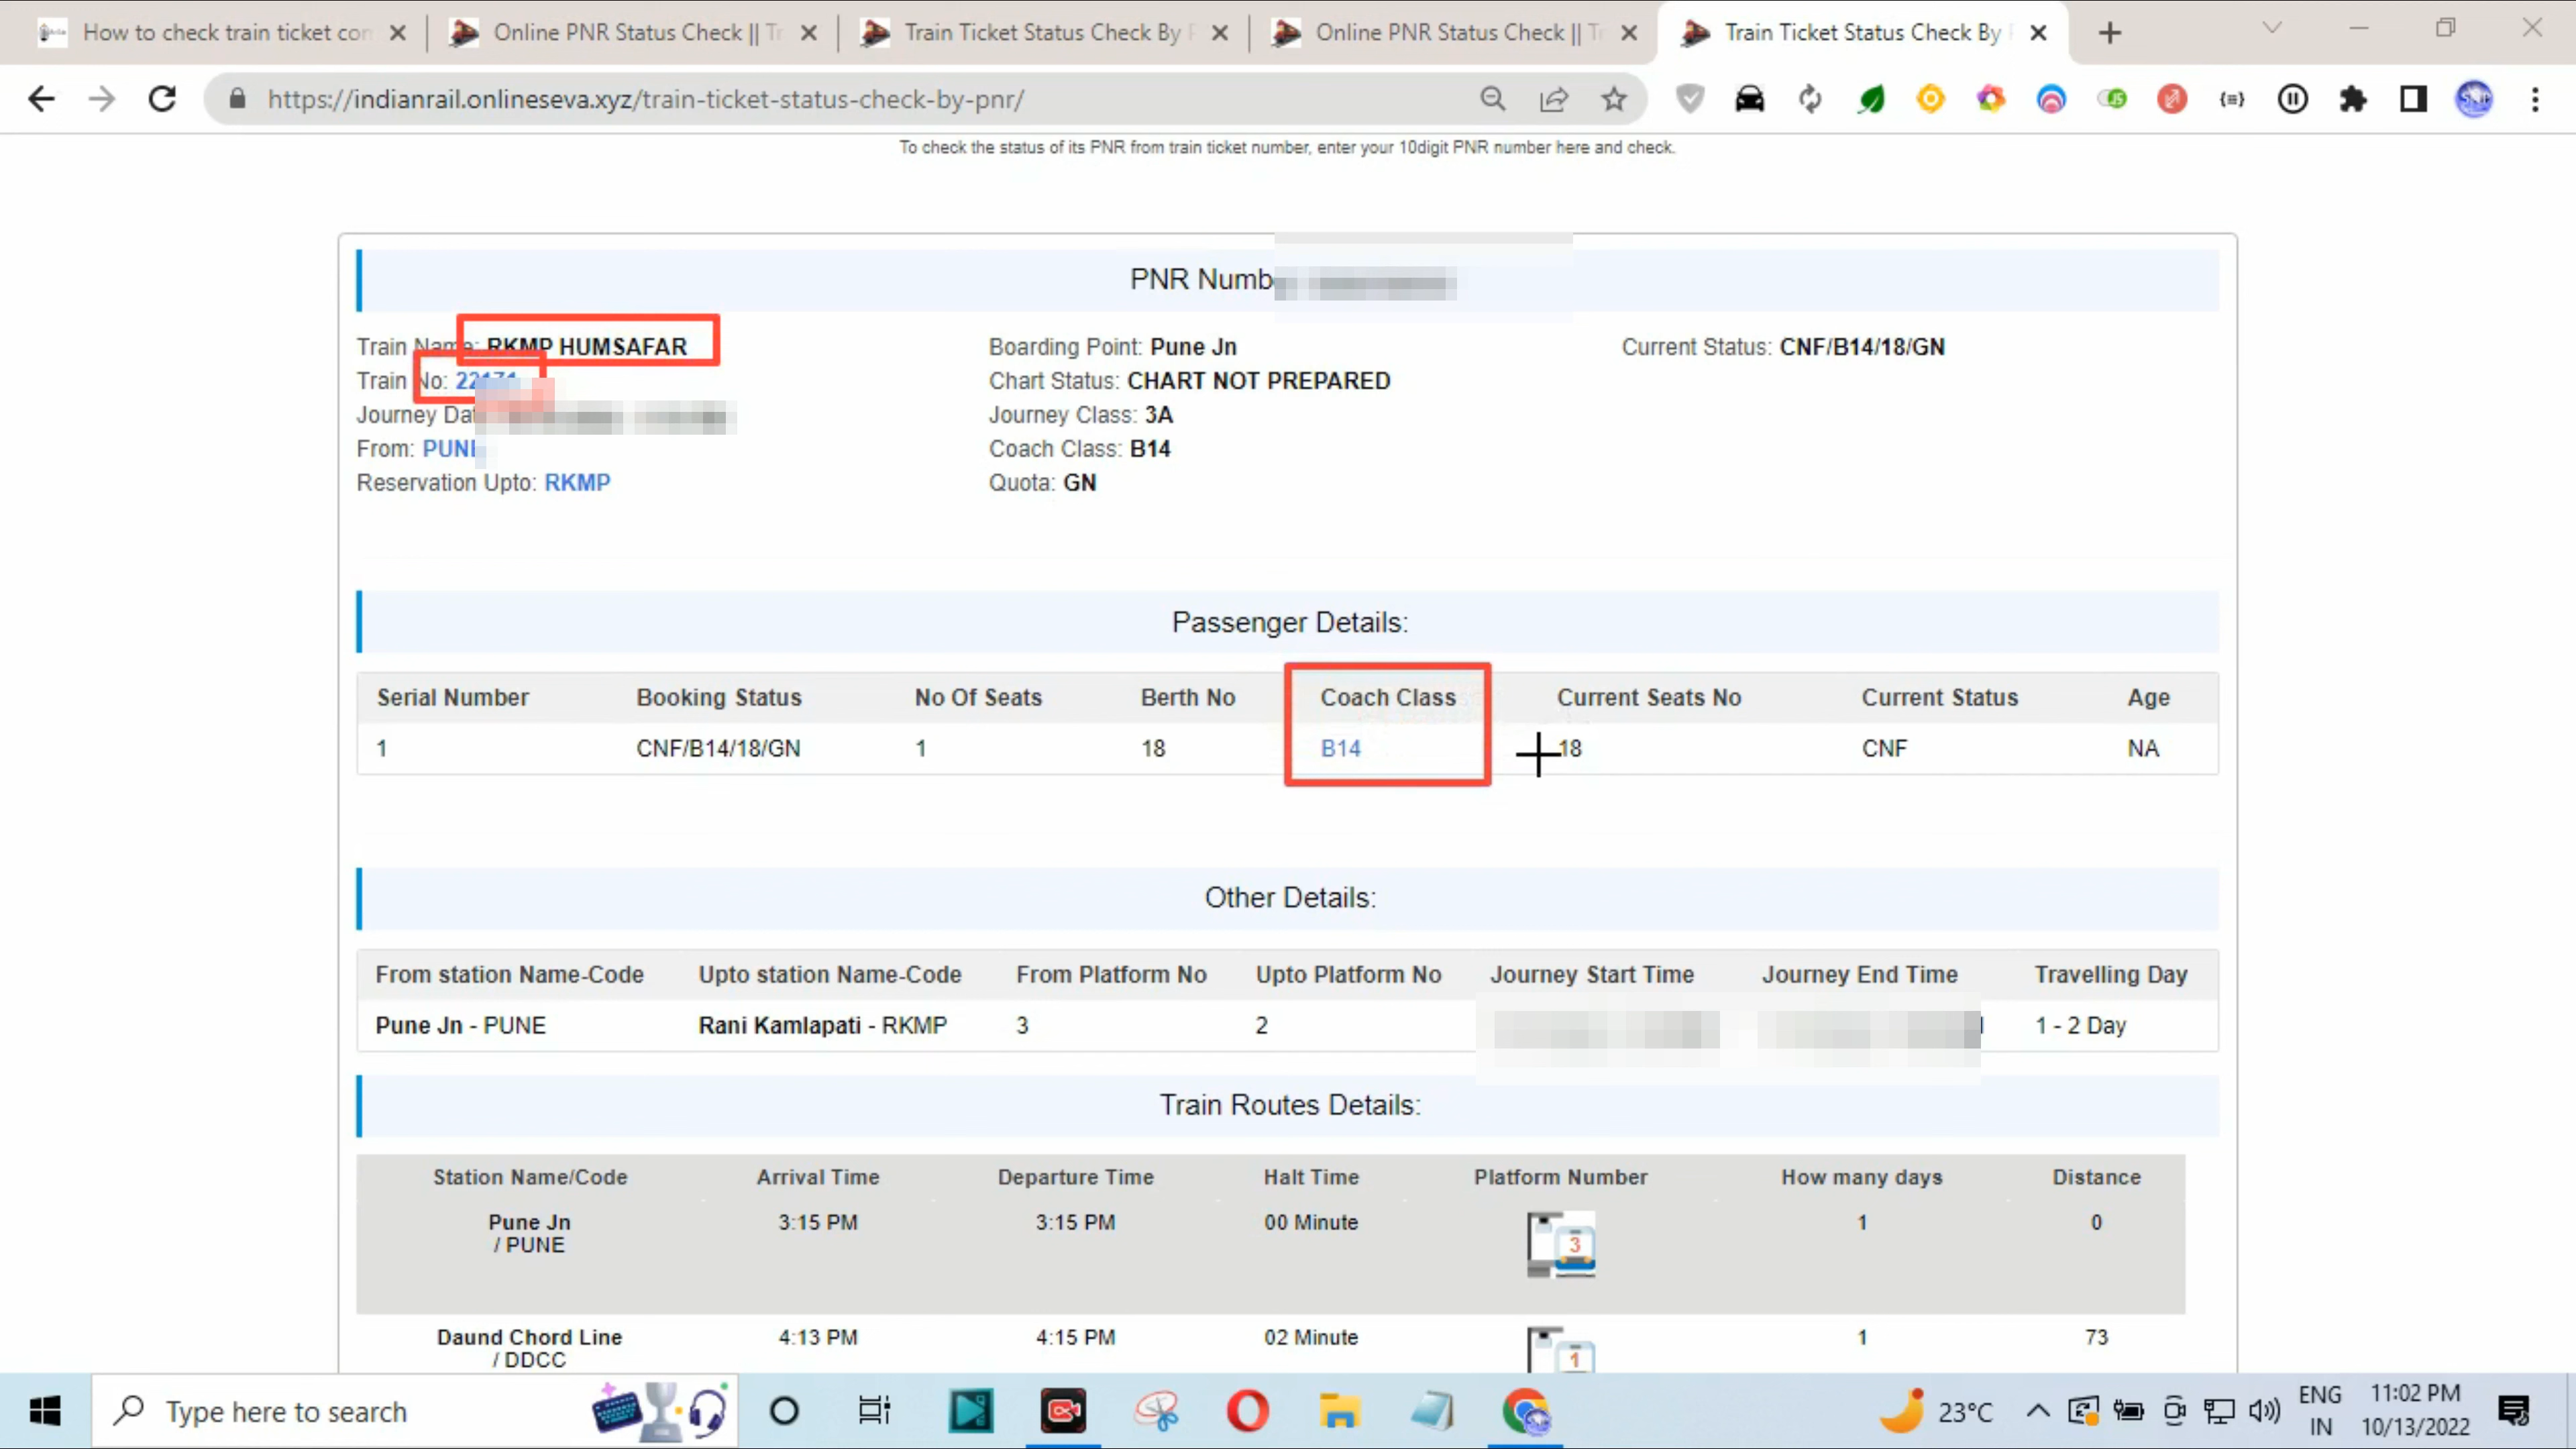 How to check train ticket con
Online PNR Status Check || Tr
Train Ticket Status Check By P
Online PNR Status Check || Tr
Train Ticket Status Check By
https://indianrail.onlineseva.xyz/train-ticket-status-check-by-pnr/
To check the status of its PNR from train ticket number, enter your 10digit PNR number here and check.
PNR Numb
Train Name: RKMP HUMSAFAR
Boarding Point: Pune Jn
Current Status: CNF/B14/18/GN
Train No:
Chart Status: CHART NOT PREPARED
Journey Dat
Journey Class: 3A
From: PUNE
Coach Class: B14
Reservation Upto: RKMP
Quota: GN
Passenger Details:
Serial Number Booking Status No Of Seats Berth No Coach Class Current Seats No Current Status Age
1 CNF/B14/18/GN 1 18 B14 18 CNF NA
Other Details:
From station Name-Code Upto station Name-Code From Platform No Upto Platform No Journey Start Time Journey End Time Travelling Day
Pune Jn - PUNE Rani Kamlapati - RKMP 3 2 1 - 2 Day
Train Routes Details:
Station Name/Code Arrival Time Departure Time Halt Time Platform Number How many days Distance
Pune Jn 3:15 PM 3:15 PM 00 Minute 3 1 0
/ PUNE
Daund Chord Line 4:13 PM 4:15 PM 02 Minute 1 1 73
/ DDCC
Type here to search
23°C
ENG
IN
11:02 PM
10/13/2022